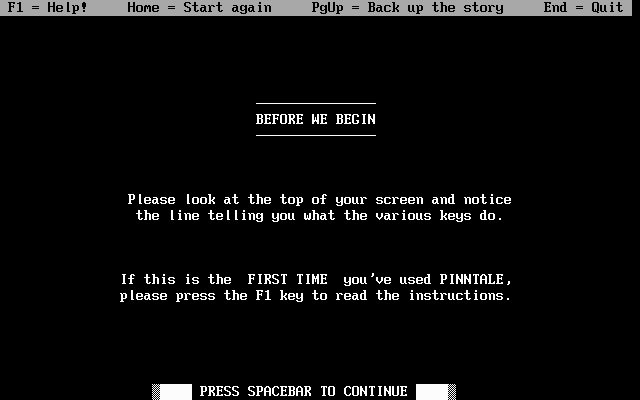 F1 = Help!     Home = Start again     PgUp = Back up the story     End = Quit
BEFORE WE BEGIN
Please look at the top of your screen and notice
the line telling you what the various keys do.
If this is the  FIRST TIME  you've used PINNTALE,
please press the F1 key to read the instructions.
PRESS SPACEBAR TO CONTINUE